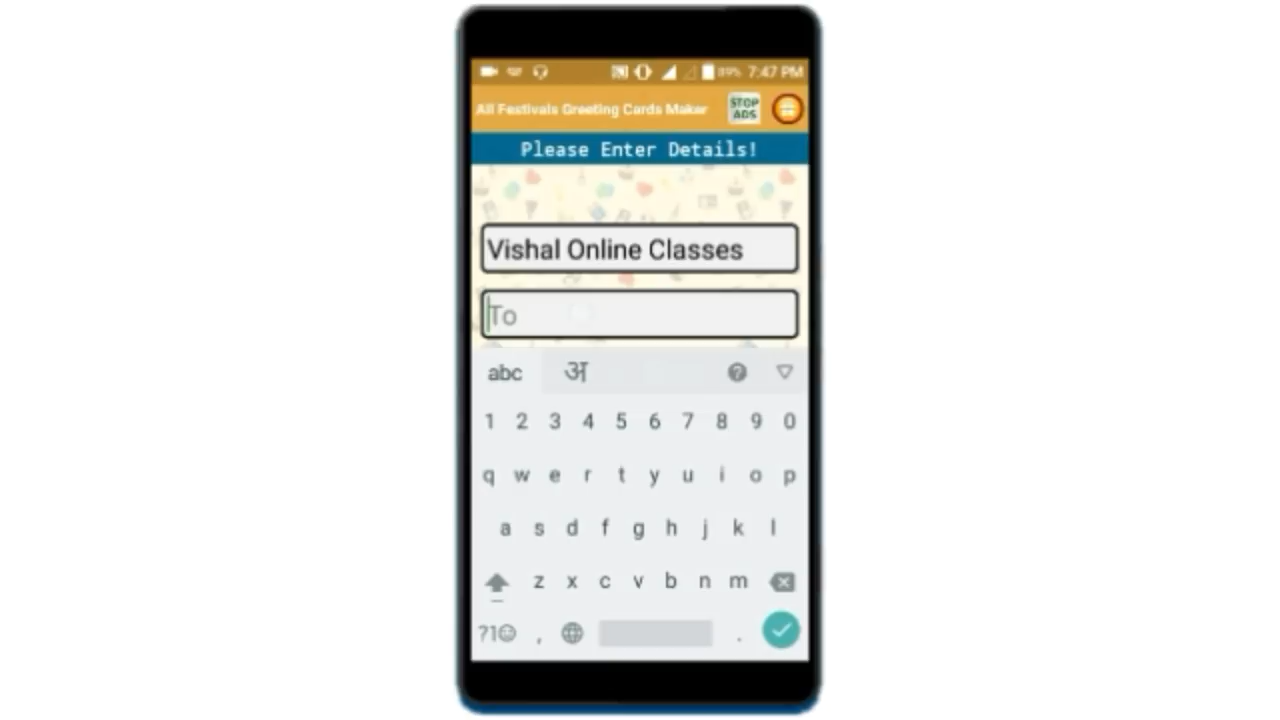 89% 7:47 PM
All Festivals Greeting Cards Maker STOP ADS
Please Enter Details!
Vishal Online Classes
To
abc अ ?
1 2 3 4 5 6 7 8 9 0
q w e r t y u i o p
a s d f g h j k l
z x c v b n m
?1☺ , .